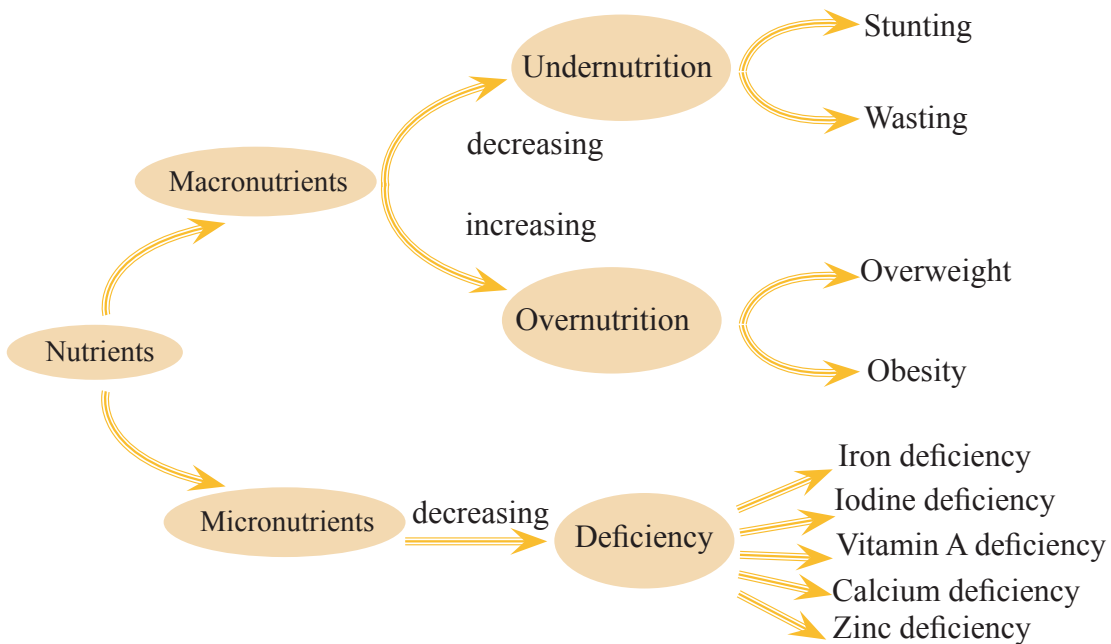 Nutrients
Macronutrients
decreasing
Undernutrition
Stunting
Wasting
increasing
Overnutrition
Overweight
Obesity
Micronutrients
decreasing
Deficiency
Iron deficiency
Iodine deficiency
Vitamin A deficiency
Calcium deficiency
Zinc deficiency